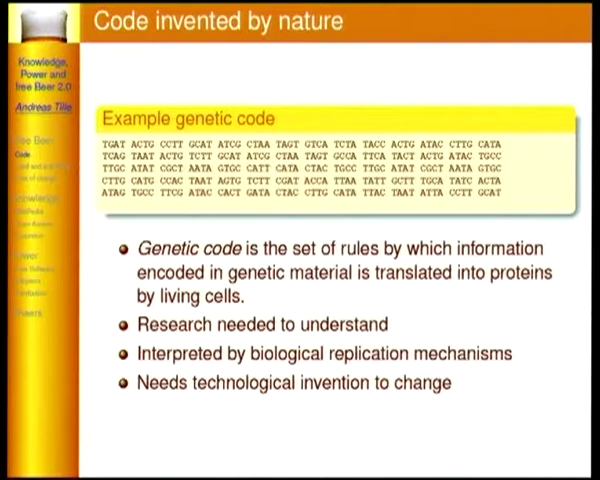 Code invented by nature
Knowledge,
Power and
free Beer 2.0
Andreas Tille
Free Beer
Code
Knowledge
Example genetic code
TGAT ACTG CCTT GCAT ATCG CTAA TAGT GTCA TCTA TACC ACTG ATAC CTTG CATA
TCAG TAAT ACTG TCTT GCAT ATCG CTAA TAGT GCCA TTCA TACT ACTG ATAC TGCC
TTGC ATAT CGCT AATA GTGC CATT CATA CTAC TGCC TTGC ATAT CGCT AATA GTGC
CTTG CATG CCAC TAAT AGTG TCTT CGAT ACCA TTAA TATT GCTT TGCA TATC ACTA
ATAG TGCC TTCG ATAC CACT GATA CTAC CTTG CATA TTAC TAAT ATTA CCTT GCAT
Genetic code is the set of rules by which information
encoded in genetic material is translated into proteins
by living cells.
Research needed to understand
Interpreted by biological replication mechanisms
Needs technological invention to change